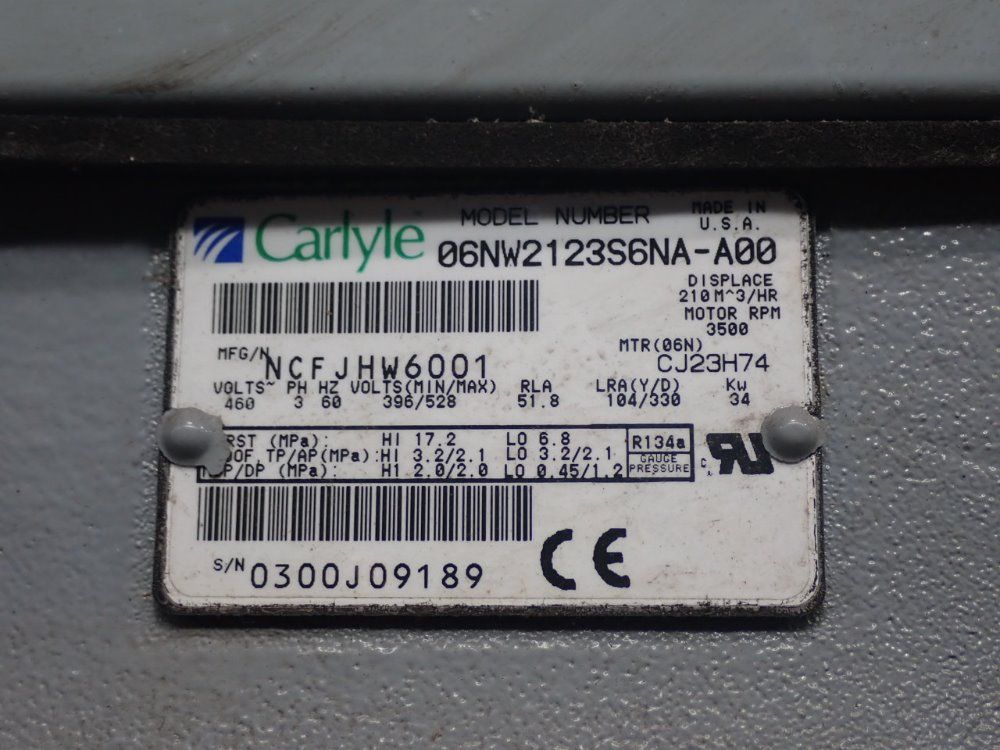 Carlyle™
MODEL NUMBER
MADE IN
U.S.A.
06NW2123S6NA-A00
DISPLACE
210M^3/HR
MOTOR RPM
3500
MFG/N NCFJHW6001
MTR(06N)
CJ23H74
VOLTS~ PH HZ VOLTS(MIN/MAX) RLA LRA(Y/D) KW
460 3 60 396/528 51.8 104/330 34
(MPa): HI 17.2 LO 6.8
TP/AP(MPa): HI 3.2/2.1 LO 3.2/2.1
/DP (MPa): HI 2.0/2.0 LO 0.45/1.2
R134a
GAUGE
PRESSURE
S/N 0300J09189
CE